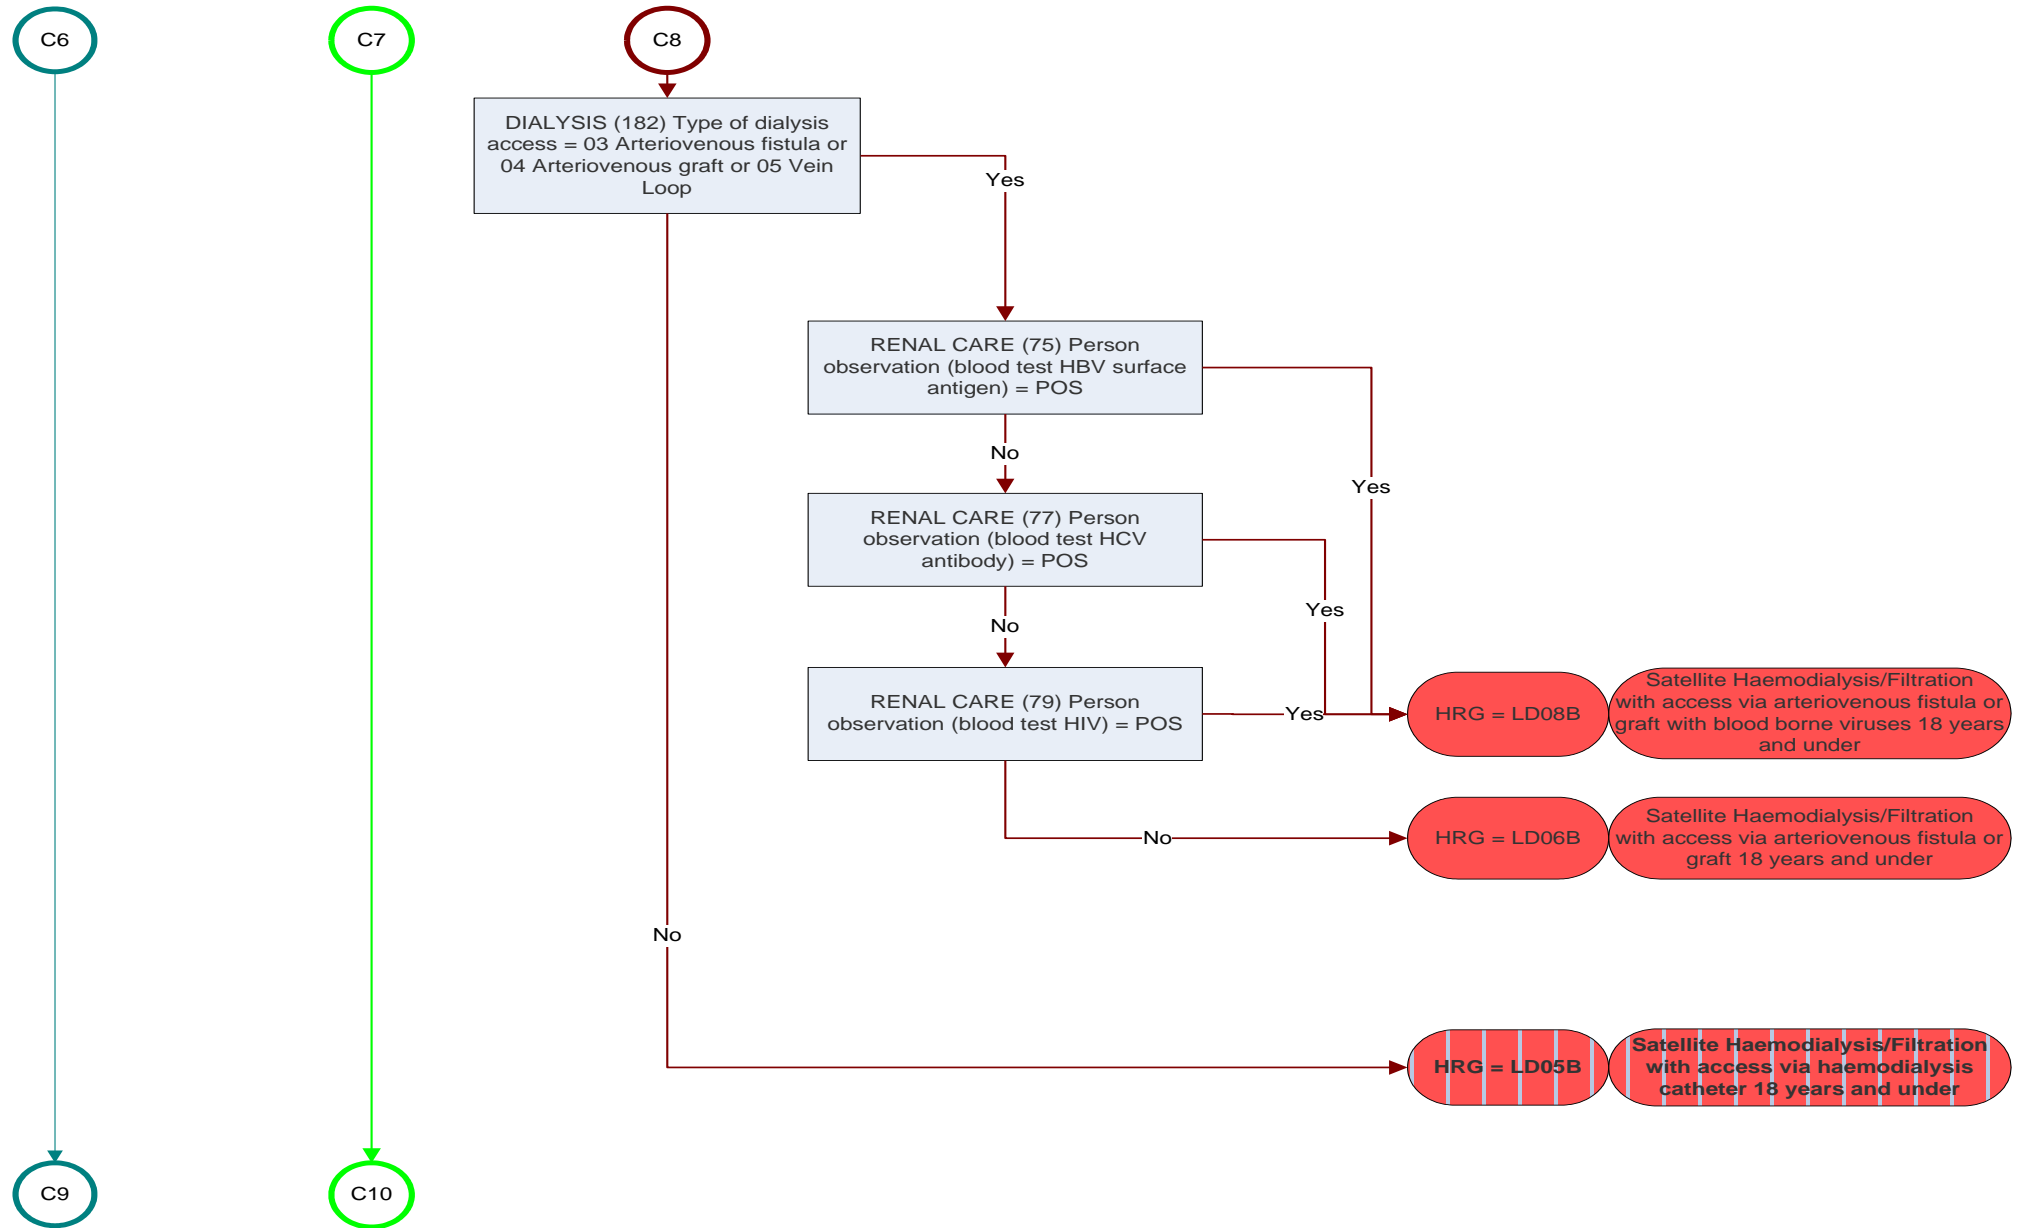 C6
C7
C8
DIALYSIS (182) Type of dialysis
access = 03 Arteriovenous fistula or
04 Arteriovenous graft or 05 Vein
Loop
Yes
RENAL CARE (75) Person
observation (blood test HBV surface
antigen) = POS
No
Yes
RENAL CARE (77) Person
observation (blood test HCV
antibody) = POS
Yes
No
RENAL CARE (79) Person
observation (blood test HIV) = POS
Yes
HRG = LD08B
Satellite Haemodialysis/Filtration
with access via arteriovenous fistula or
graft with blood borne viruses 18 years
and under
No
HRG = LD06B
Satellite Haemodialysis/Filtration
with access via arteriovenous fistula or
graft 18 years and under
No
HRG = LD05B
Satellite Haemodialysis/Filtration
with access via haemodialysis
catheter 18 years and under
C9
C10